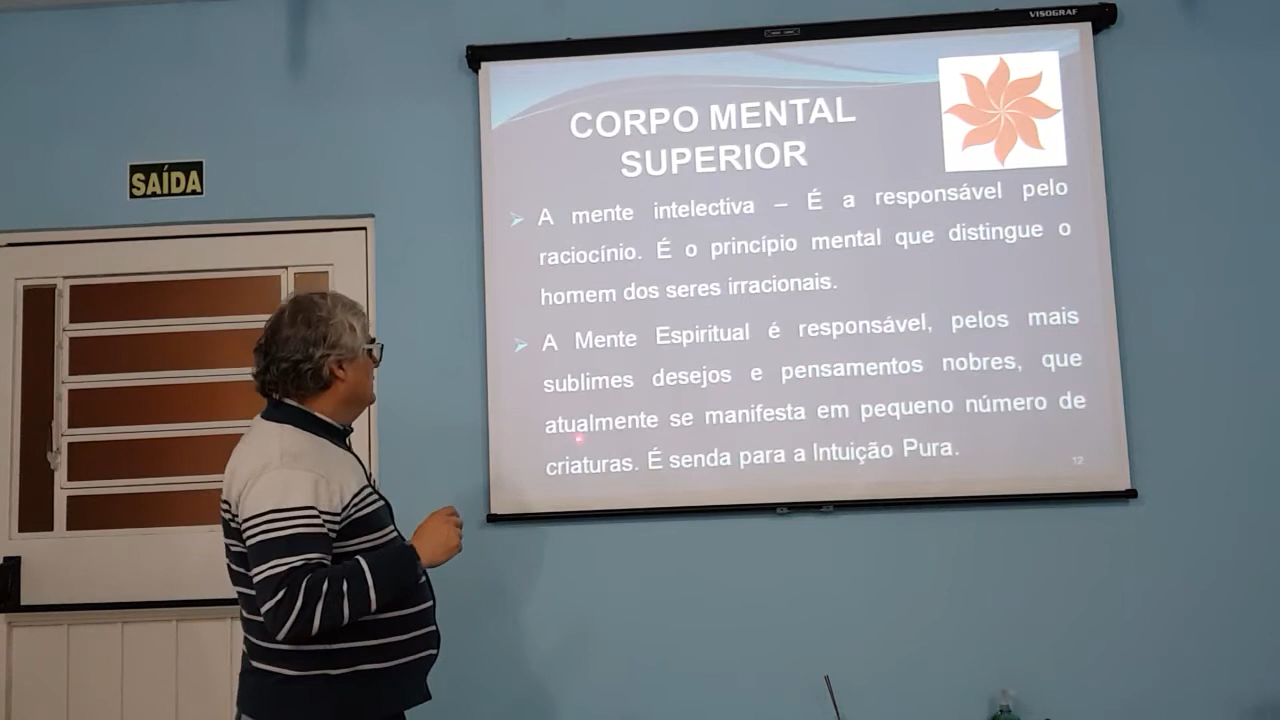 VISOGRAF
CORPO MENTAL
SUPERIOR
SAÍDA
A mente intelectiva – É a responsável pelo
raciocínio. É o princípio mental que distingue o
homem dos seres irracionais.
A Mente Espiritual é responsável, pelos mais
sublimes desejos e pensamentos nobres, que
atualmente se manifesta em pequeno número de
criaturas. É senda para a Intuição Pura.
12